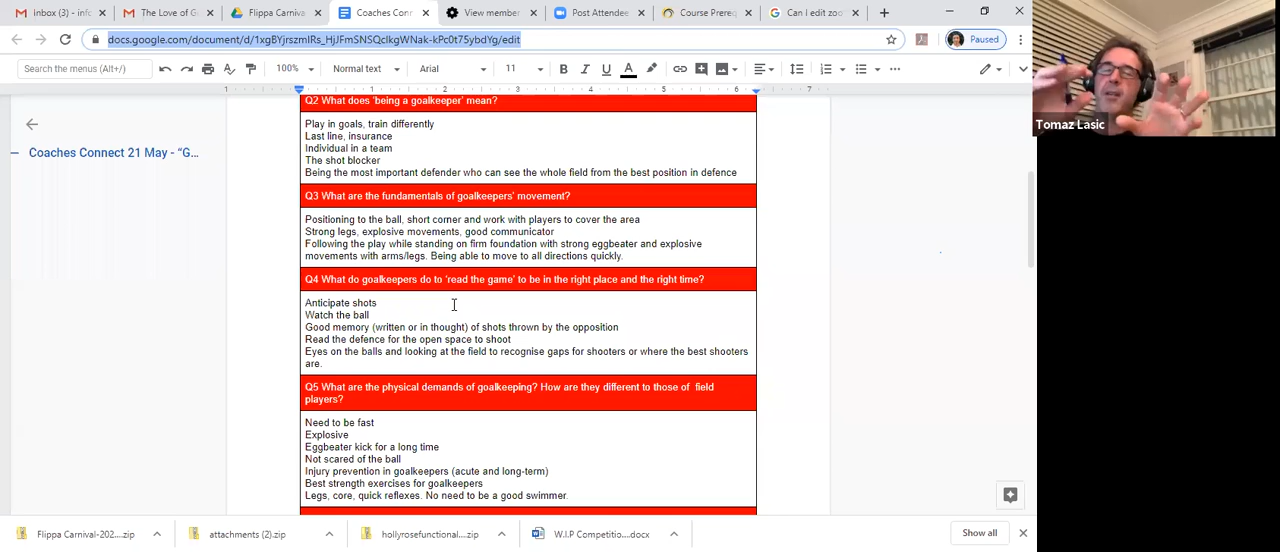 Inbox (3) - infc
The Love of G
Flippa Carniva
Coaches Conn
View member
Post Attendee
Course Prereq
Can I edit zoo
docs.google.com/document/d/1xgBYjrszmIRs_HjJFmSNSQclkgWNak-kPc0t75ybdYg/edit
Paused
Search the menus (Alt+/)
100%
Normal text
Arial
11
B I U A
1 1 2 3 4 5 6 7
Coaches Connect 21 May - “G...
Q2 What does 'being a goalkeeper' mean?
Play in goals, train differently
Last line, insurance
Individual in a team
The shot blocker
Being the most important defender who can see the whole field from the best position in defence
Q3 What are the fundamentals of goalkeepers' movement?
Positioning to the ball, short corner and work with players to cover the area
Strong legs, explosive movements, good communicator
Following the play while standing on firm foundation with strong eggbeater and explosive
movements with arms/legs. Being able to move to all directions quickly.
Q4 What do goalkeepers do to 'read the game' to be in the right place and the right time?
Anticipate shots
Watch the ball
Good memory (written or in thought) of shots thrown by the opposition
Read the defence for the open space to shoot
Eyes on the balls and looking at the field to recognise gaps for shooters or where the best shooters
are.
Q5 What are the physical demands of goalkeeping? How are they different to those of field
players?
Need to be fast
Explosive
Eggbeater kick for a long time
Not scared of the ball
Injury prevention in goalkeepers (acute and long-term)
Best strength exercises for goalkeepers
Legs, core, quick reflexes. No need to be a good swimmer.
Flippa Carnival-202....zip
attachments (2).zip
hollyrosefunctional....zip
W.I.P Competitio....docx
Show all
Tomaz Lasic